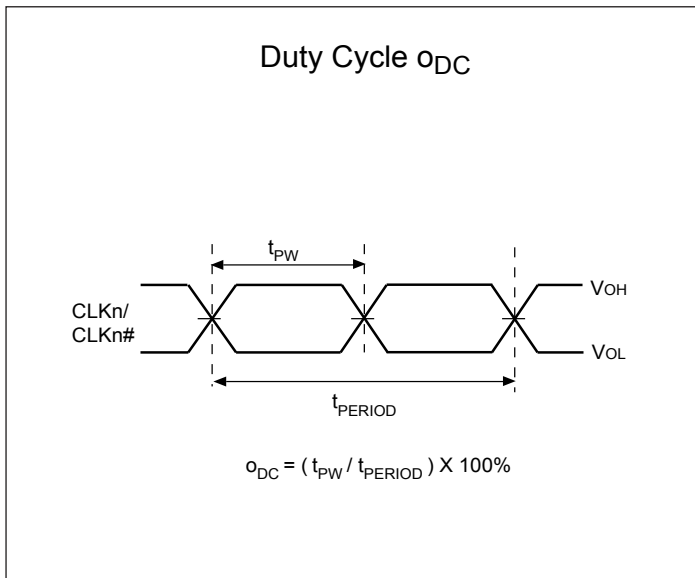 Duty Cycle oDC
tPW
CLKn/
CLKn#
VOH
VOL
tPERIOD
oDC = ( tPW / tPERIOD ) X 100%